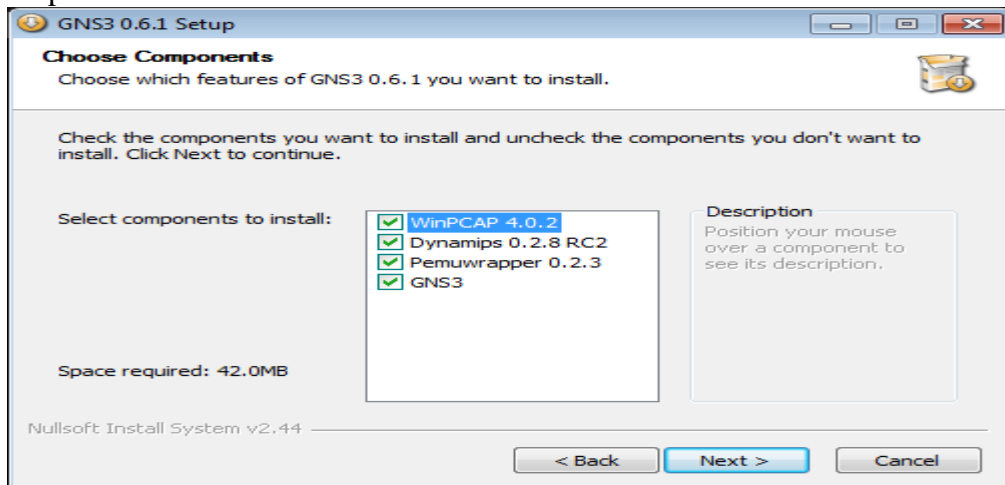 GNS3 0.6.1 Setup
Choose Components
Choose which features of GNS3 0.6.1 you want to install.
Check the components you want to install and uncheck the components you don't want to
install. Click Next to continue.
Select components to install:
WinPCAP 4.0.2
Dynamips 0.2.8 RC2
Pemuwrapper 0.2.3
GNS3
Description
Position your mouse
over a component to
see its description.
Space required: 42.0MB
Nullsoft Install System v2.44
< Back
Next >
Cancel